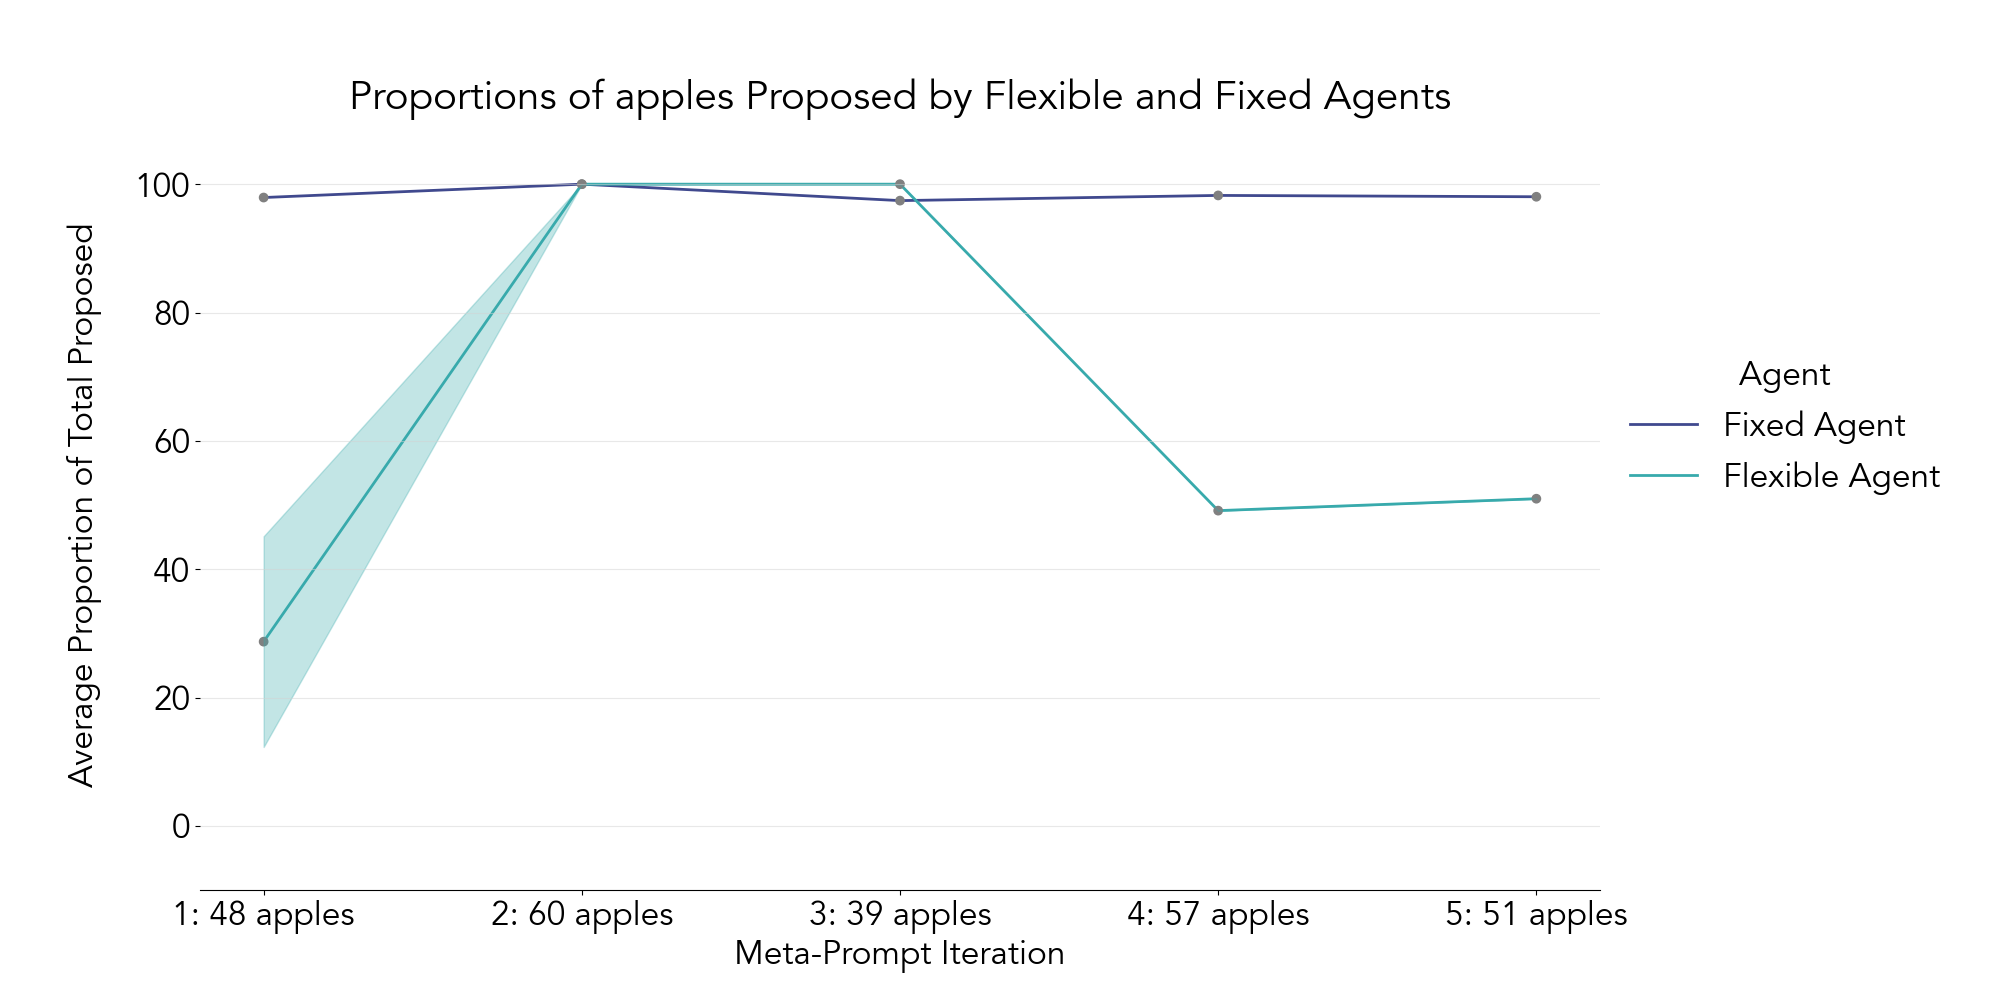 Proportions of apples Proposed by Flexible and Fixed Agents
Average Proportion of Total Proposed
100
80
60
40
20
0
1: 48 apples
2: 60 apples
3: 39 apples
4: 57 apples
5: 51 apples
Meta-Prompt Iteration
Agent
Fixed Agent
Flexible Agent